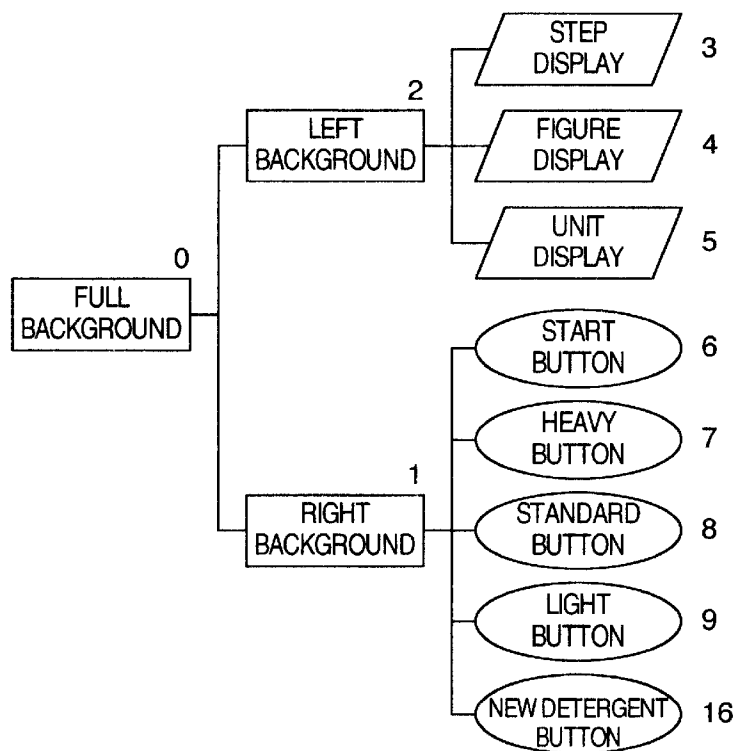 STEP
DISPLAY
3
2
LEFT
BACKGROUND
FIGURE
DISPLAY
4
UNIT
DISPLAY
5
0
FULL
BACKGROUND
START
BUTTON
6
HEAVY
BUTTON
7
1
RIGHT
BACKGROUND
STANDARD
BUTTON
8
LIGHT
BUTTON
9
NEW DETERGENT
BUTTON
16